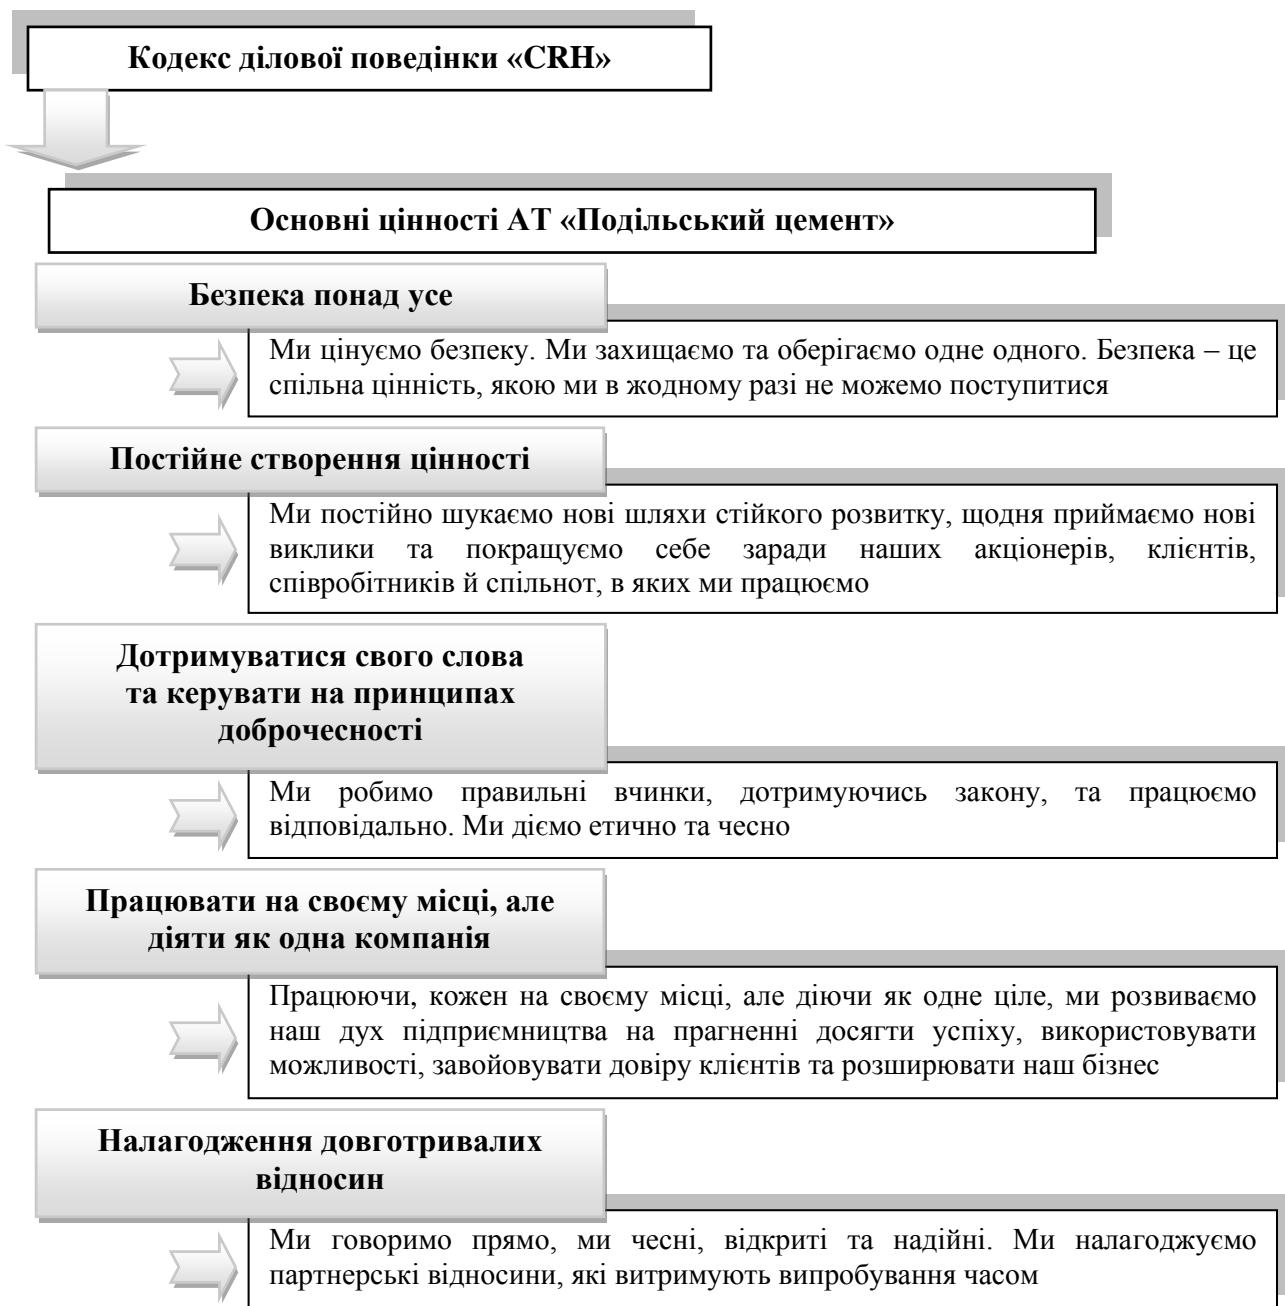 Кодекс ділової поведінки «CRH»
Основні цінності АТ «Подільський цемент»
Безпека понад усе
Ми цінуємо безпеку. Ми захищаємо та оберігаємо одне одного. Безпека – це
спільна цінність, якою ми в жодному разі не можемо поступитися
Постійне створення цінності
Ми постійно шукаємо нові шляхи стійкого розвитку, щодня приймаємо нові
виклики та покращуємо себе заради наших акціонерів, клієнтів,
співробітників й спільнот, в яких ми працюємо
Дотримуватися свого слова
та керувати на принципах
доброчесності
Ми робимо правильні вчинки, дотримуючись закону, та працюємо
відповідально. Ми діємо етично та чесно
Працювати на своєму місці, але
діяти як одна компанія
Працюючи, кожен на своєму місці, але діючи як одне ціле, ми розвиваємо
наш дух підприємництва на прагненні досягти успіху, використовувати
можливості, завойовувати довіру клієнтів та розширювати наш бізнес
Налагодження довготривалих
відносин
Ми говоримо прямо, ми чесні, відкриті та надійні. Ми налагоджуємо
партнерські відносини, які витримують випробування часом